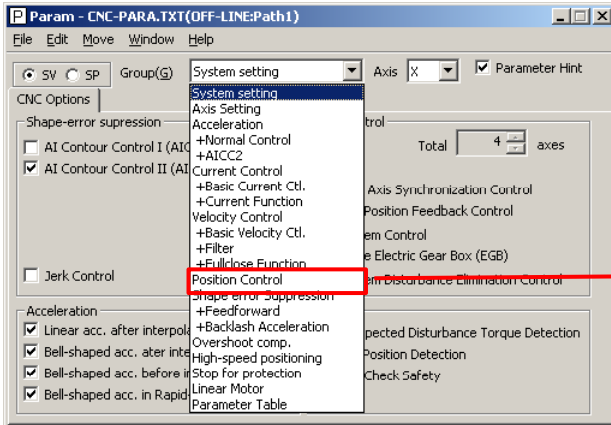 Param - CNC-PARA.TXT(OFF-LINE:Path1)
File Edit Move Window Help
SV SP Group(G) System setting Axis X Parameter Hint
CNC Options
System setting
Axis Setting
Acceleration
+Normal Control
+AICC2
Current Control
+Basic Current Ctl.
+Current Function
Velocity Control
+Basic Velocity Ctl.
+Filter
+Fullclose Function
Position Control
Shape error Suppression
+Feedforward
+Backlash Acceleration
Overshoot comp.
High-speed positioning
Stop for protection
Linear Motor
Parameter Table
Shape-error supression
AI Contour Control I (AIC
AI Contour Control II (AI
Jerk Control
trol
Total 4 axes
Axis Synchronization Control
Position Feedback Control
em Control
e Electric Gear Box (EGB)
em Disturbance Elimination Control
Acceleration
Linear acc. after interpola
Bell-shaped acc. ater inte
Bell-shaped acc. before i
Bell-shaped acc. in Rapid-
pected Disturbance Torque Detection
Position Detection
Check Safety